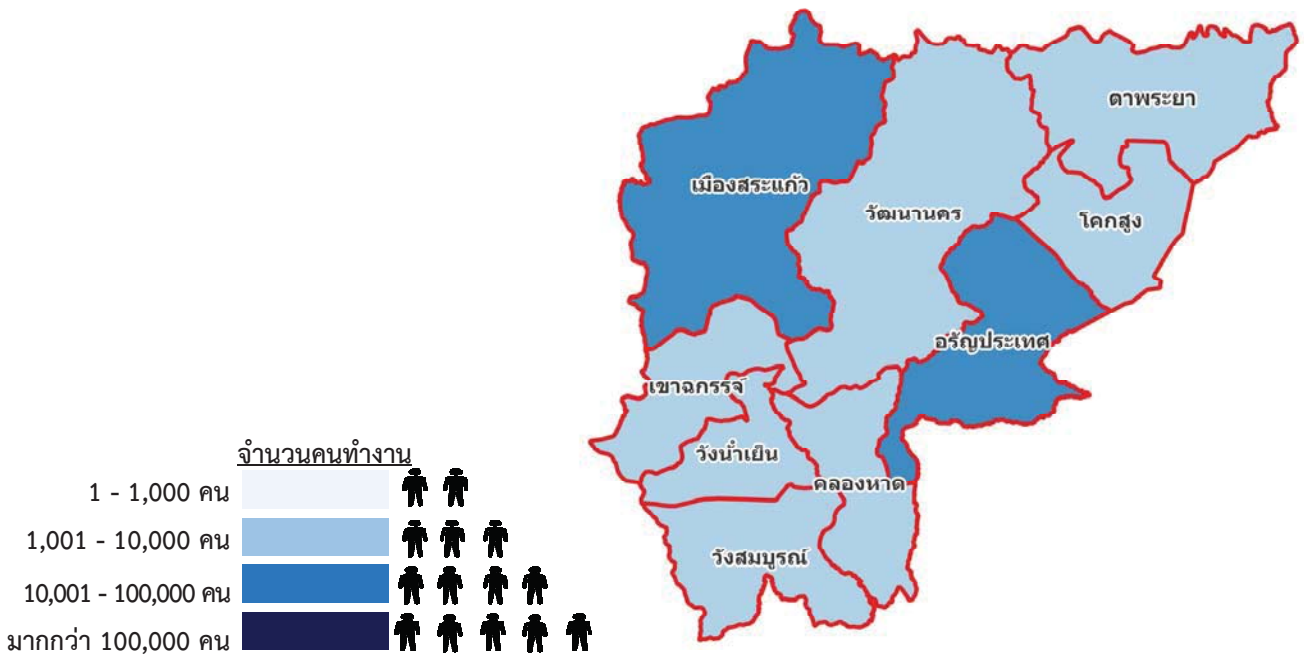 ตาพระยา
เมืองสระแก้ว
วัฒนานคร
โคกสูง
อรัญประเทศ
เขาฉกรรจ์
วังน้ำเย็น
คลองหาด
วังสมบูรณ์
จำนวนคนทำงาน
1 - 1,000 คน
1,001 - 10,000 คน
10,001 - 100,000 คน
มากกว่า 100,000 คน